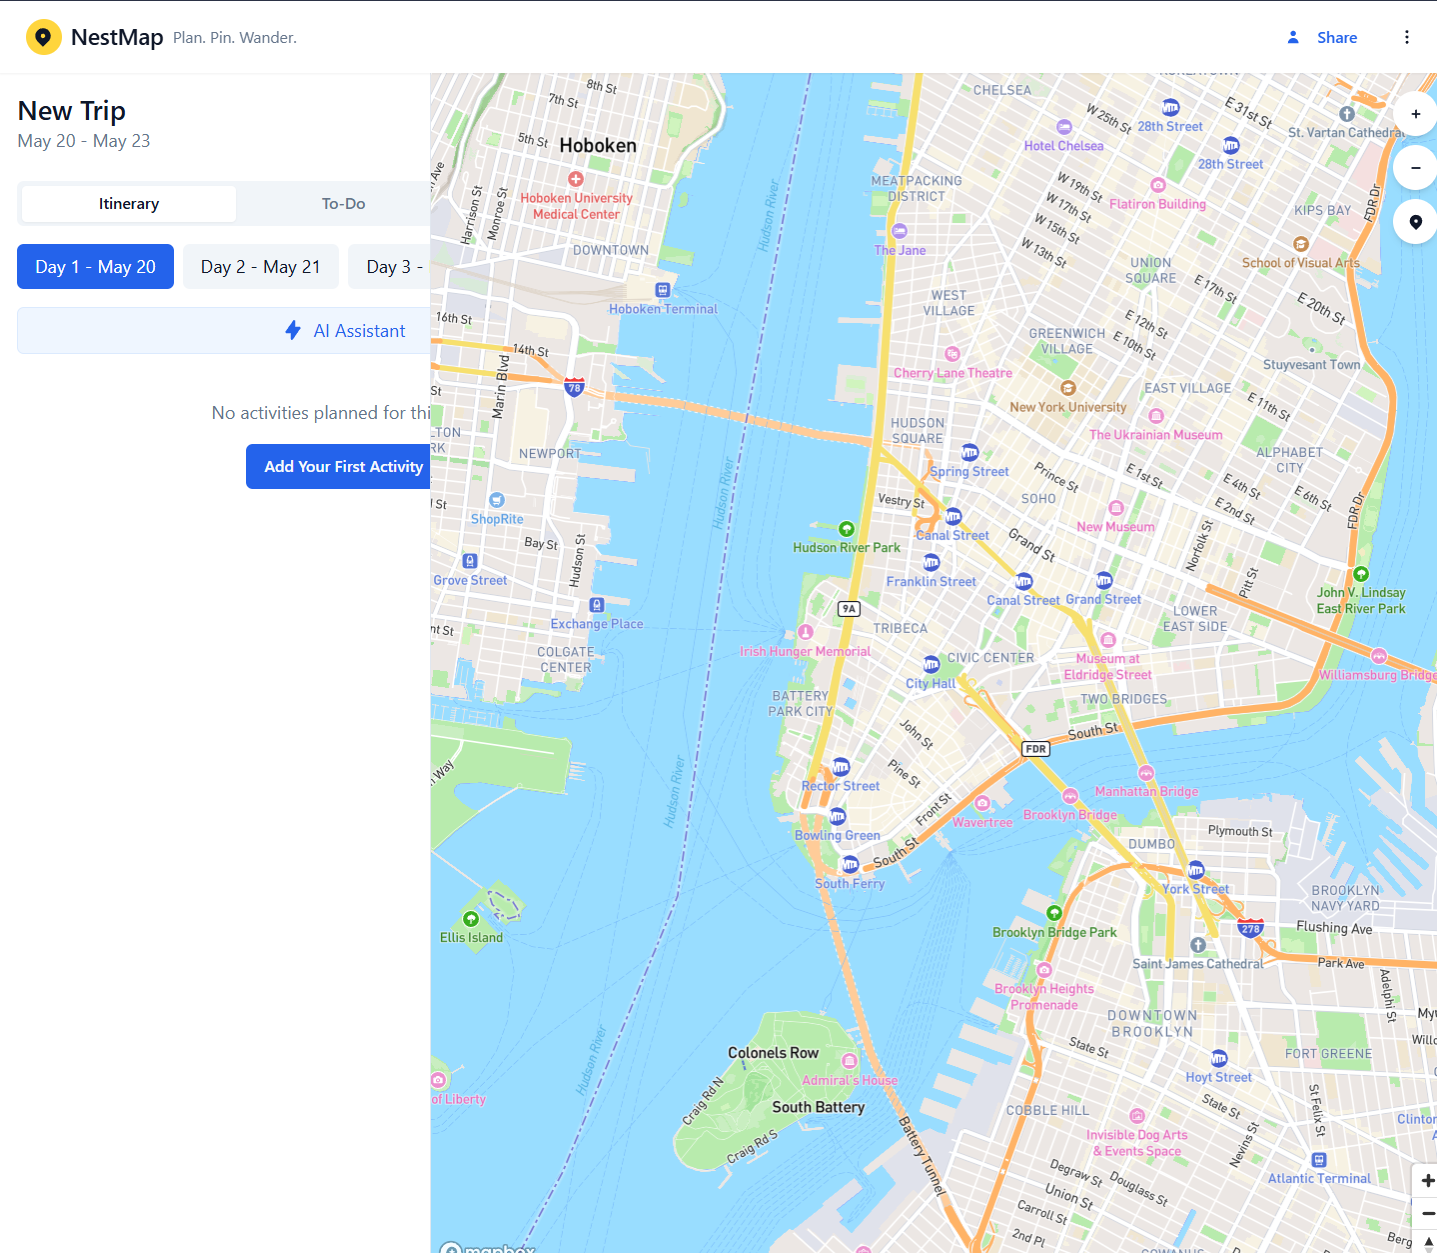 NestMap Plan. Pin. Wander.
Share
New Trip
May 20 - May 23
Itinerary
To-Do
Day 1 - May 20
Day 2 - May 21
Day 3 -
AI Assistant
No activities planned for thi
Add Your First Activity
8th St
7th St
5th St
Hoboken
Hoboken University
Medical Center
Harrison St
Monroe St
DOWNTOWN
Hoboken Terminal
16th St
14th St
Marin Blvd
78
NEWPORT
ShopRite
Bay St
Hudson St
Grove Street
Exchange Place
COLGATE
CENTER
Ellis Island
of Liberty
Hudson River
Hudson River
Hudson River
Hudson River
CHELSEA
W 25th St
28th Street
E 31st St
St. Vartan Cathedral
Hotel Chelsea
28th Street
MEATPACKING
DISTRICT
W 19th St
W 17th St
W 15th St
W 13th St
Flatiron Building
KIPS BAY
FDR Dr
The Jane
School of Visual Arts
UNION
SQUARE
E 17th St
E 20th St
WEST
VILLAGE
GREENWICH
VILLAGE
E 12th St
E 10th St
Stuyvesant Town
Cherry Lane Theatre
New York University
EAST VILLAGE
E 11th St
HUDSON
SQUARE
The Ukrainian Museum
ALPHABET
CITY
Spring Street
Prince St
E 1st St
E 4th St
E 6th St
E 2nd St
FDR Dr
SOHO
Vestry St
New Museum
Canal Street
Grand St
Norfolk St
Hudson River Park
Franklin Street
Canal Street
Grand Street
Pitt St
John V. Lindsay
East River Park
9A
TRIBECA
LOWER
EAST SIDE
Irish Hunger Memorial
CIVIC CENTER
Museum at
Eldridge Street
City Hall
Williamsburg Bridge
BATTERY
PARK CITY
TWO BRIDGES
John St
South St
FDR
Rector Street
Pine St
Manhattan Bridge
Front St
Wavertree
Brooklyn Bridge
Bowling Green
South St
Plymouth St
DUMBO
South Ferry
York Street
BROOKLYN
NAVY YARD
Brooklyn Bridge Park
278
Flushing Ave
Saint James Cathedral
Park Ave
Adelphi St
Brooklyn Heights
Promenade
DOWNTOWN
BROOKLYN
State St
FORT GREENE
Colonels Row
Admiral's House
Craig Rd N
South Battery
Craig Rd S
Hoyt Street
COBBLE HILL
State St
St Felix St
Invisible Dog Arts
& Events Space
Nevins St
Battery Tunnel
Atlantic Terminal
Degraw St
Douglass St
Union St
Carroll St
2nd Pl
mapbox